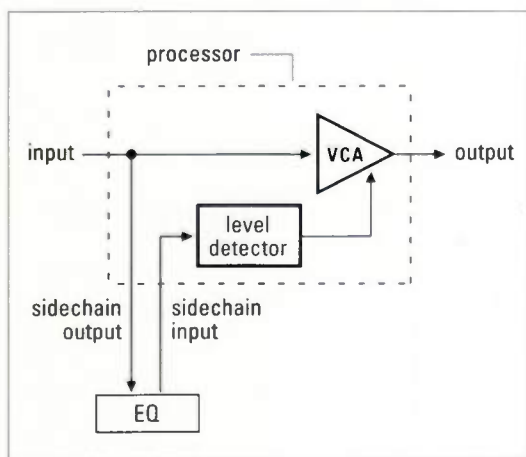 processor
input
VCA
output
level
detector
sidechain
output
sidechain
input
EQ